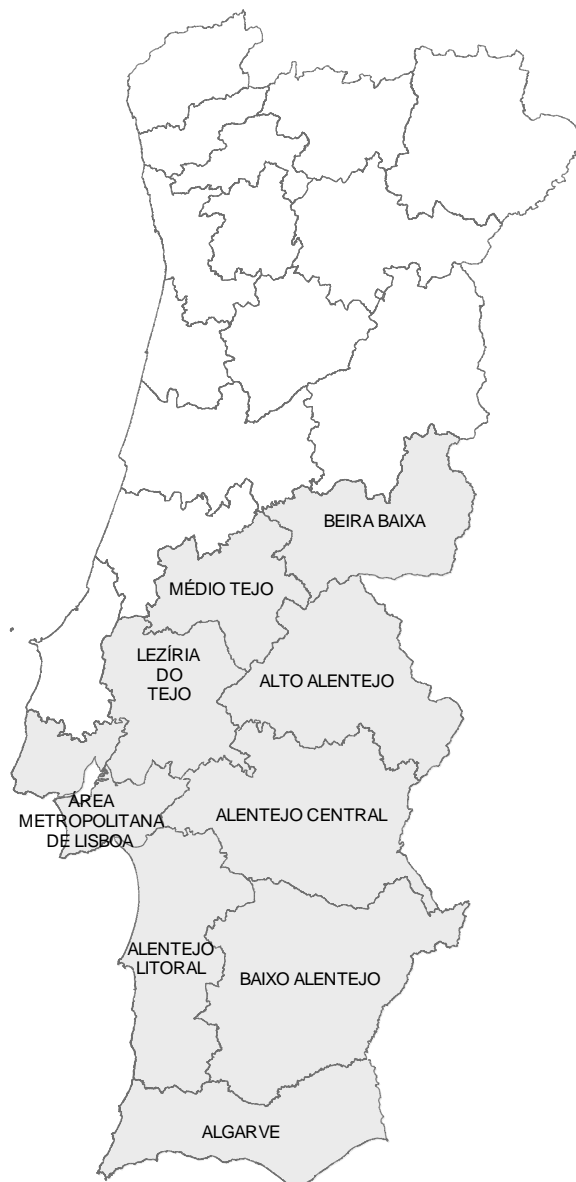 BEIRA BAIXA
MÉDIO TEJO
LEZÍRIA
DO
TEJO
ALTO ALENTEJO
ÁREA
METROPOLITANA
DE LISBOA
ALENTEJO CENTRAL
ALENTEJO
LITORAL
BAIXO ALENTEJO
ALGARVE